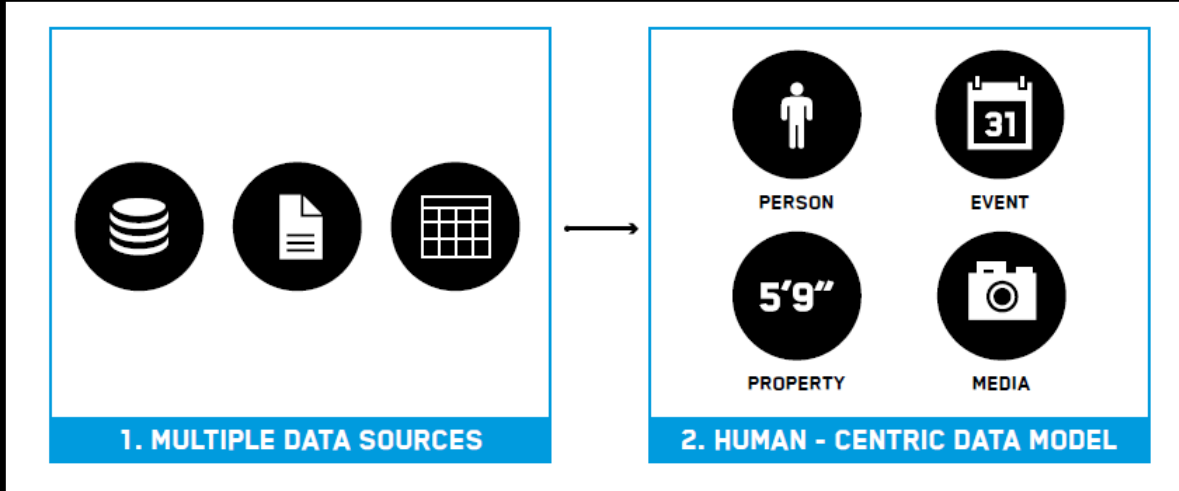 31
PERSON
EVENT
5'9"
PROPERTY
MEDIA
1. MULTIPLE DATA SOURCES
2. HUMAN - CENTRIC DATA MODEL